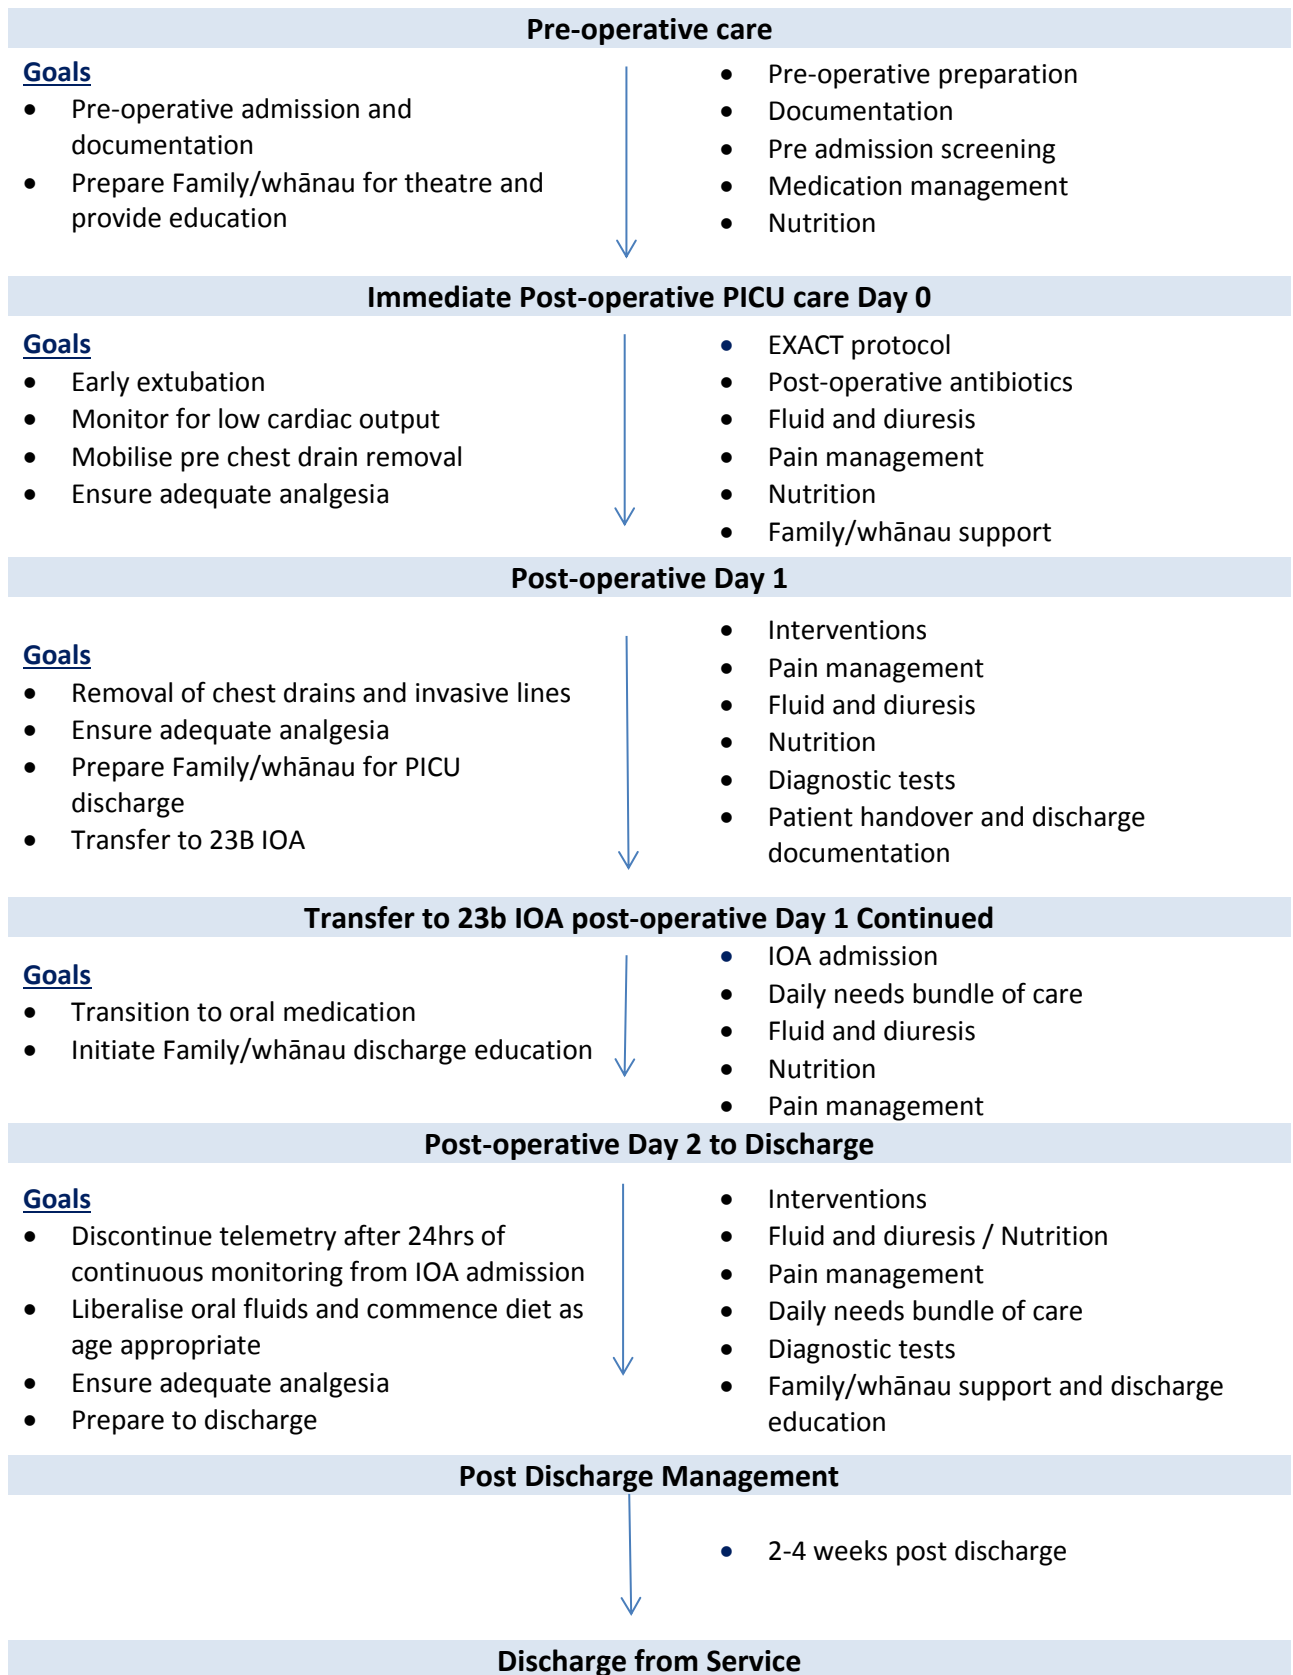 Pre-operative care
Goals
• Pre-operative admission and
documentation
• Prepare Family/whānau for theatre and
provide education
• Pre-operative preparation
• Documentation
• Pre admission screening
• Medication management
• Nutrition
Immediate Post-operative PICU care Day 0
Goals
• Early extubation
• Monitor for low cardiac output
• Mobilise pre chest drain removal
• Ensure adequate analgesia
• EXACT protocol
• Post-operative antibiotics
• Fluid and diuresis
• Pain management
• Nutrition
• Family/whānau support
Post-operative Day 1
Goals
• Removal of chest drains and invasive lines
• Ensure adequate analgesia
• Prepare Family/whānau for PICU
discharge
• Transfer to 23B IOA
• Interventions
• Pain management
• Fluid and diuresis
• Nutrition
• Diagnostic tests
• Patient handover and discharge
documentation
Transfer to 23b IOA post-operative Day 1 Continued
Goals
• Transition to oral medication
• Initiate Family/whānau discharge education
• IOA admission
• Daily needs bundle of care
• Fluid and diuresis
• Nutrition
• Pain management
Post-operative Day 2 to Discharge
Goals
• Discontinue telemetry after 24hrs of
continuous monitoring from IOA admission
• Liberalise oral fluids and commence diet as
age appropriate
• Ensure adequate analgesia
• Prepare to discharge
• Interventions
• Fluid and diuresis / Nutrition
• Pain management
• Daily needs bundle of care
• Diagnostic tests
• Family/whānau support and discharge
education
Post Discharge Management
• 2-4 weeks post discharge
Discharge from Service